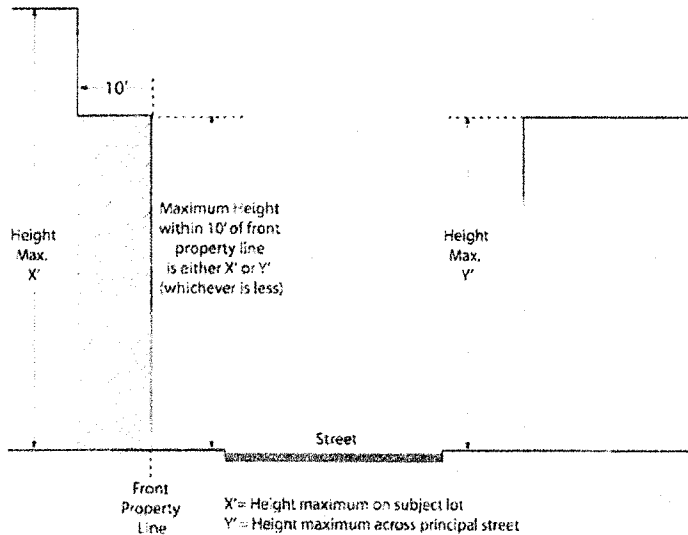 10'
Maximum Height
within 10' of front
property line
is either X' or Y'
(whichever is less)
Height
Max.
X'
Height
Max.
Y'
Street
Front
Property
Line
X' = Height maximum on subject lot
Y' = Height maximum across principal street